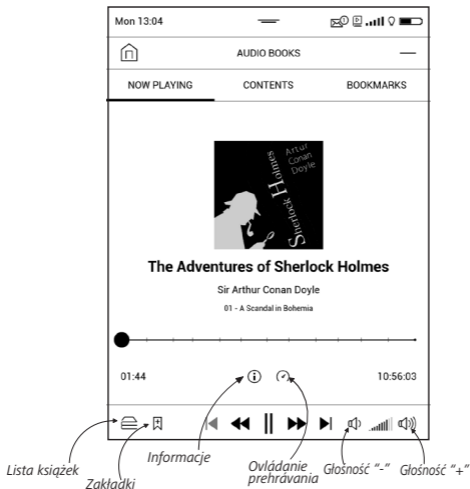 Mon 13:04
AUDIO BOOKS
NOW PLAYING CONTENTS BOOKMARKS
Artur
Conan
Doyle
Sherlock Holmes
The Adventures of Sherlock Holmes
Sir Arthur Conan Doyle
01 - A Scandal in Bohemia
01:44 10:56:03
Lista książek
Zakładki
Informacje
Ovládanie
prehrávania
Głośność "-"
Głośność "+"